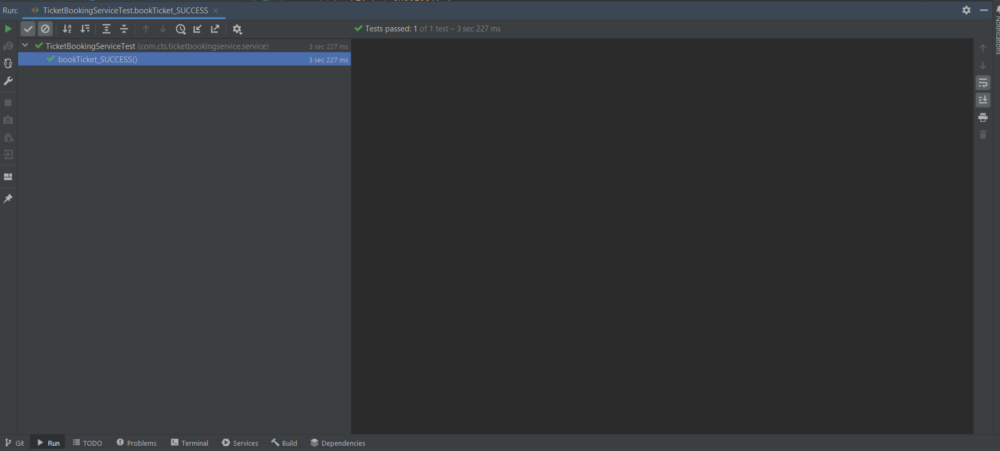 Run: TicketBookingServiceTest.bookTicket_SUCCESS
Tests passed: 1 of 1 test – 3 sec 227 ms
TicketBookingServiceTest (com.cts.ticketbookingservice.service) 3 sec 227 ms
bookTicket_SUCCESS() 3 sec 227 ms
Notifications
Git Run TODO Problems Terminal Services Build Dependencies